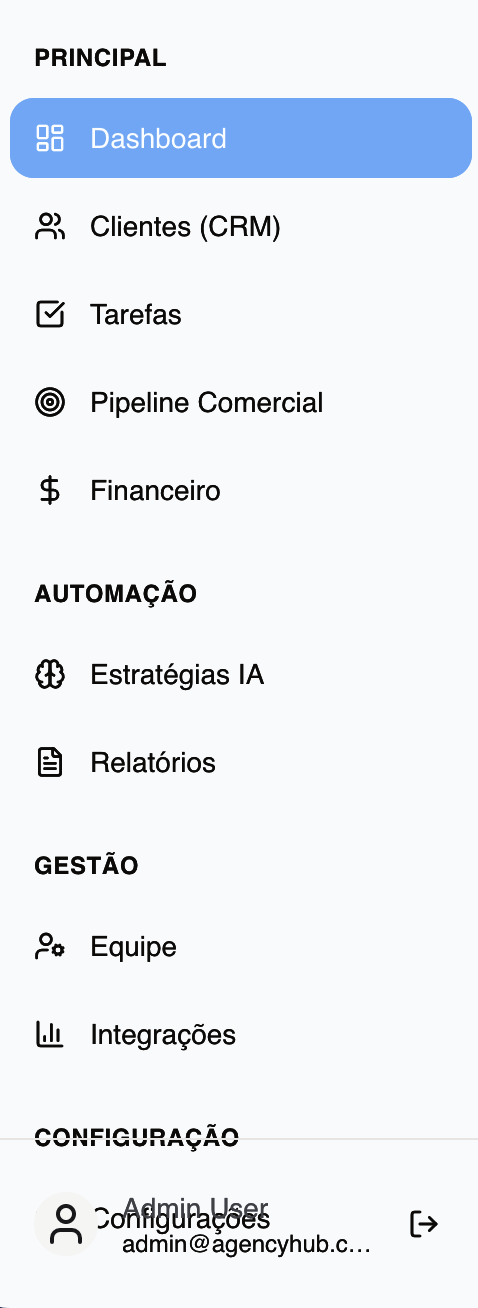 PRINCIPAL
Dashboard
Clientes (CRM)
Tarefas
Pipeline Comercial
Financeiro
AUTOMAÇÃO
Estratégias IA
Relatórios
GESTÃO
Equipe
Integrações
CONFIGURAÇÃO
Admin User
Configurações
admin@agencyhub.c...